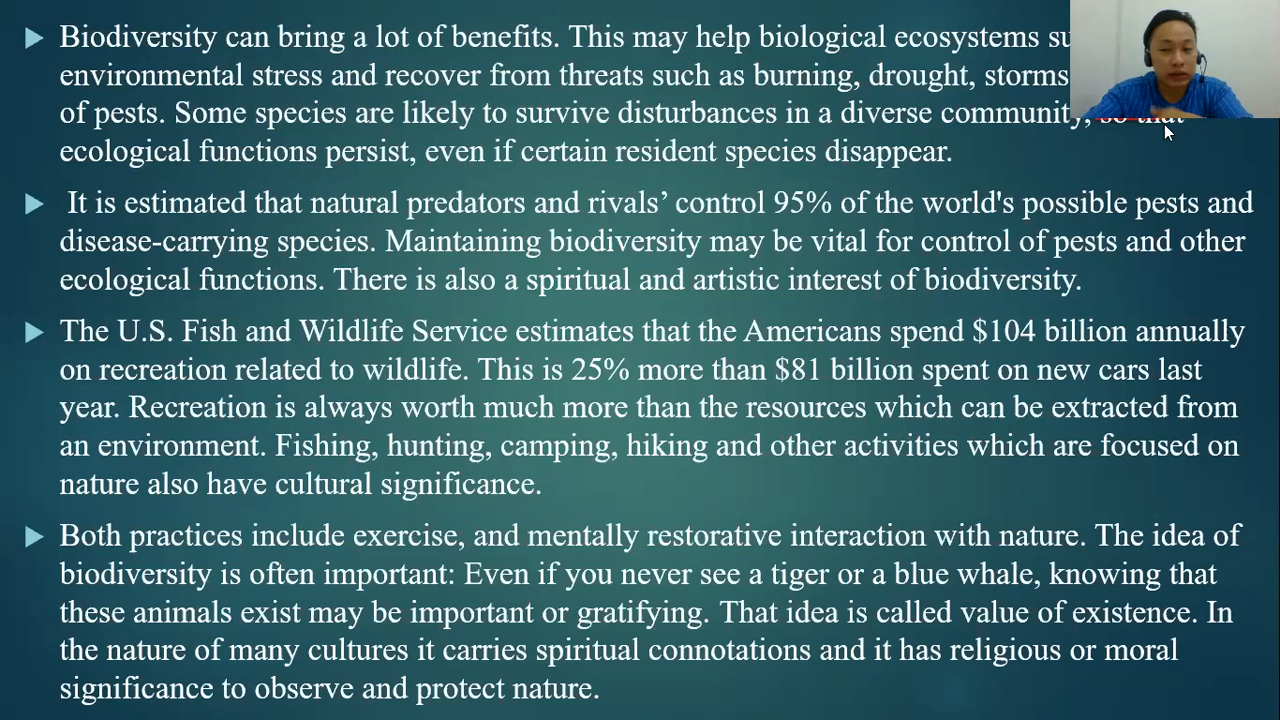 Biodiversity can bring a lot of benefits. This may help biological ecosystems
environmental stress and recover from threats such as burning, drought, storms
of pests. Some species are likely to survive disturbances in a diverse community, so that
ecological functions persist, even if certain resident species disappear.
It is estimated that natural predators and rivals’ control 95% of the world's possible pests and
disease-carrying species. Maintaining biodiversity may be vital for control of pests and other
ecological functions. There is also a spiritual and artistic interest of biodiversity.
The U.S. Fish and Wildlife Service estimates that the Americans spend $104 billion annually
on recreation related to wildlife. This is 25% more than $81 billion spent on new cars last
year. Recreation is always worth much more than the resources which can be extracted from
an environment. Fishing, hunting, camping, hiking and other activities which are focused on
nature also have cultural significance.
Both practices include exercise, and mentally restorative interaction with nature. The idea of
biodiversity is often important: Even if you never see a tiger or a blue whale, knowing that
these animals exist may be important or gratifying. That idea is called value of existence. In
the nature of many cultures it carries spiritual connotations and it has religious or moral
significance to observe and protect nature.